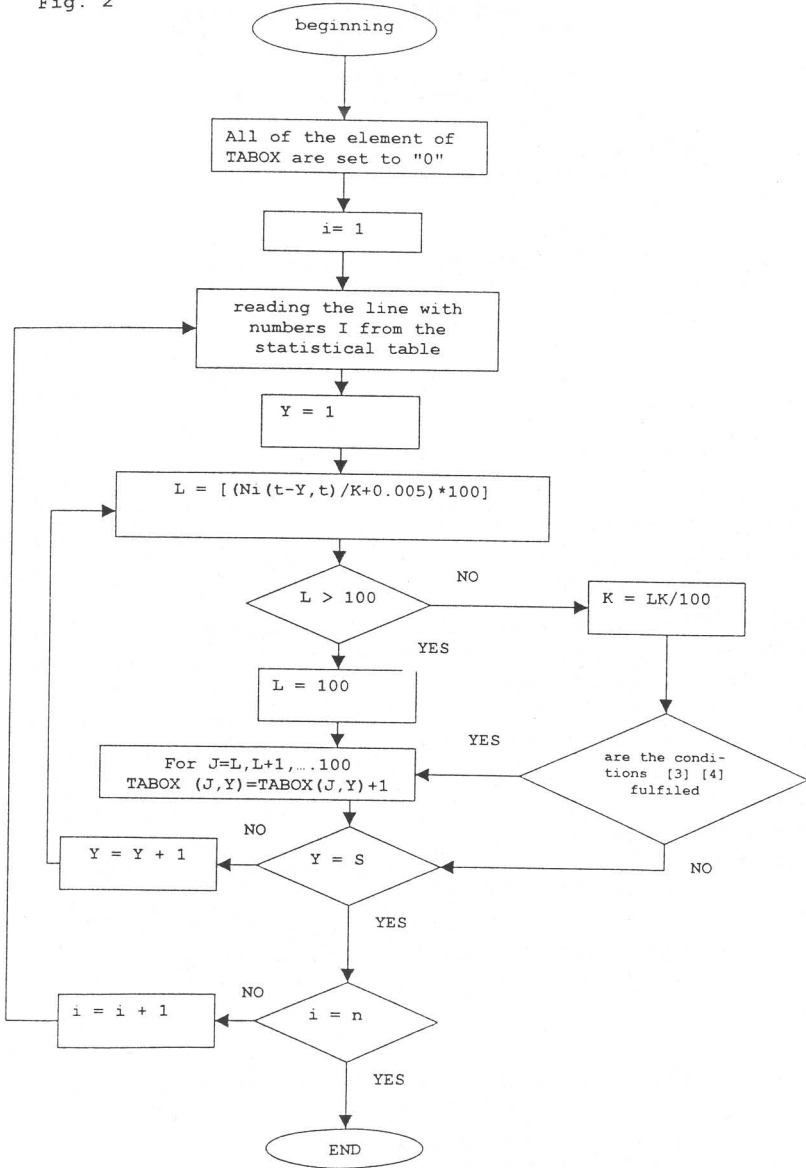 Fig. 2
beginning
All of the element of
TABOX are set to "0"
i= 1
reading the line with
numbers I from the
statistical table
Y = 1
L = [(Ni(t-Y,t)/K+0.005)*100]
L > 100
NO
K = LK/100
YES
L = 100
For J=L,L+1,….100
TABOX (J,Y)=TABOX(J,Y)+1
YES
are the condi-
tions [3] [4]
fulfiled
NO
Y = Y + 1
NO
Y = S
YES
i = i + 1
NO
i = n
YES
END